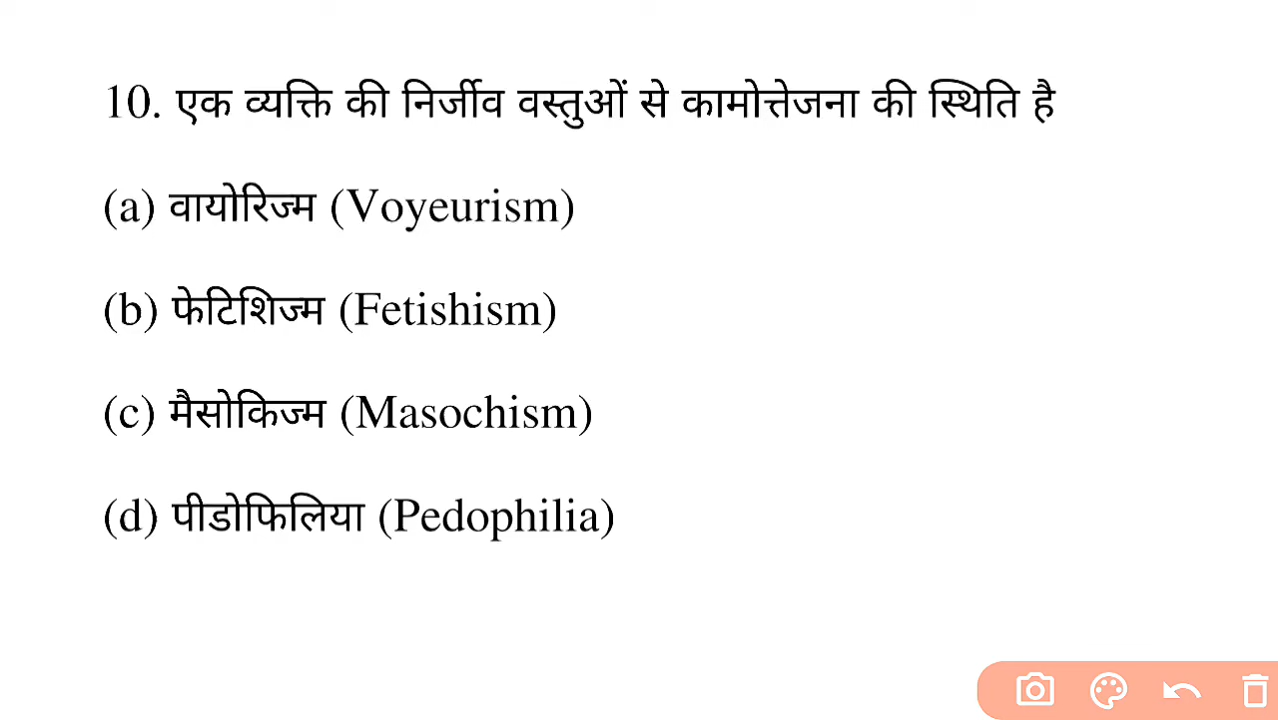 10. एक व्यक्ति की निर्जीव वस्तुओं से कामोत्तेजना की स्थिति है
(a) वायोरिज्म (Voyeurism)
(b) फेटिशिज्म (Fetishism)
(c) मैसोकिज्म (Masochism)
(d) पीडोफिलिया (Pedophilia)